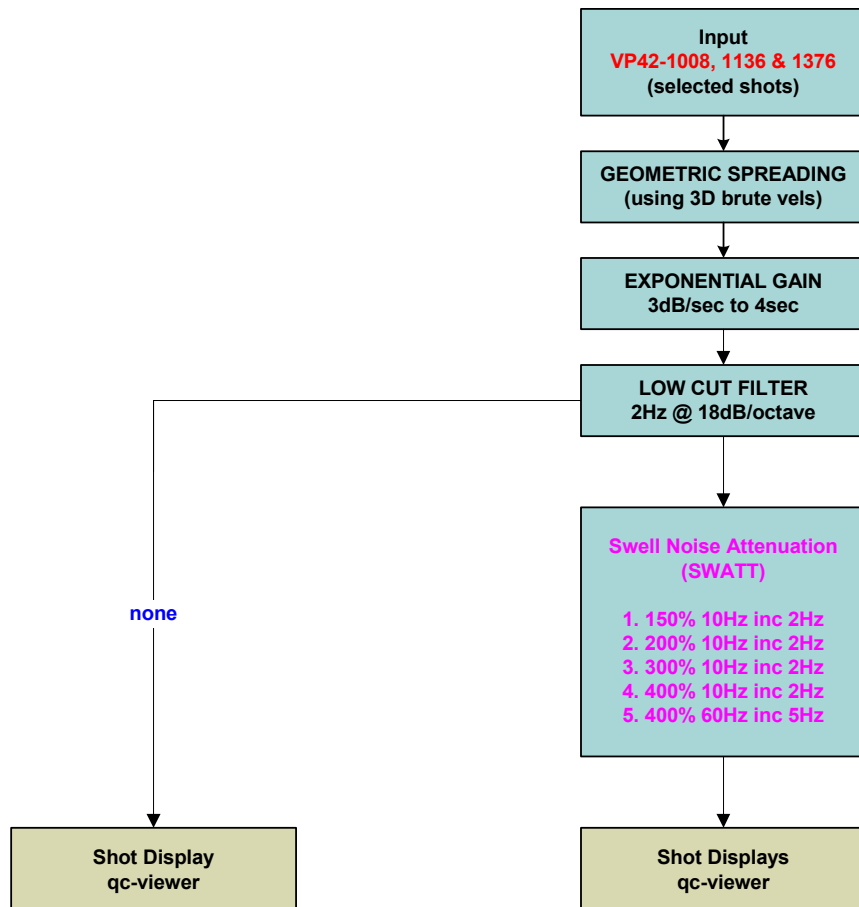 Input
VP42-1008, 1136 & 1376
(selected shots)
GEOMETRIC SPREADING
(using 3D brute vels)
EXPONENTIAL GAIN
3dB/sec to 4sec
LOW CUT FILTER
2Hz @ 18dB/octave
Swell Noise Attenuation
(SWATT)
1. 150% 10Hz inc 2Hz
2. 200% 10Hz inc 2Hz
3. 300% 10Hz inc 2Hz
4. 400% 10Hz inc 2Hz
5. 400% 60Hz inc 5Hz
none
Shot Display
qc-viewer
Shot Displays
qc-viewer